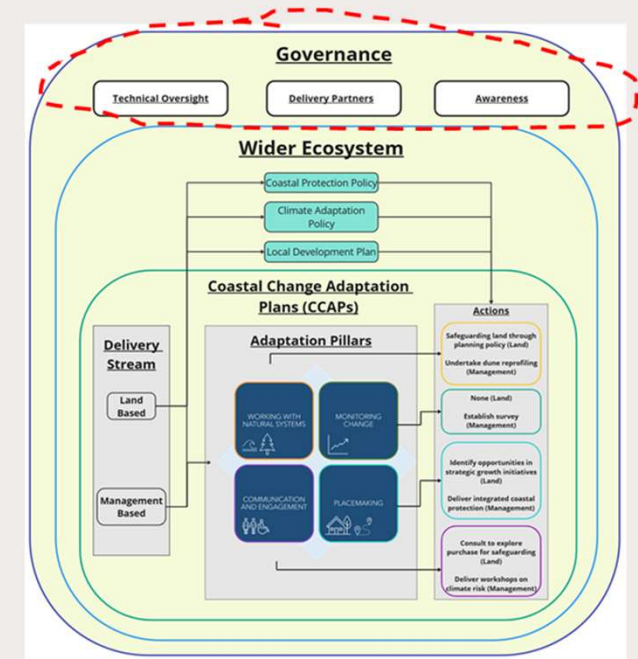 Governance
Technical Oversight
Delivery Partners
Awareness
Wider Ecosystem
Coastal Protection Policy
Climate Adaptation
Policy
Local Development Plan
Coastal Change Adaptation
Plans (CCAPs)
Delivery
Stream
Land
Based
Management
Based
Adaptation Pillars
WORKING WITH
NATURAL SYSTEMS
MONITORING
CHANGE
COMMUNICATION
AND ENGAGEMENT
PLACEMAKING
Actions
Safeguarding land through
planning policy (Land)
Undertake dune reprofiling
(Management)
None (Land)
Establish survey
(Management)
Identify opportunities in
strategic growth initiatives
(Land)
Deliver integrated coastal
protection (Management)
Consult to explore
purchase for safeguarding
(Land)
Deliver workshops on
climate risk (Management)